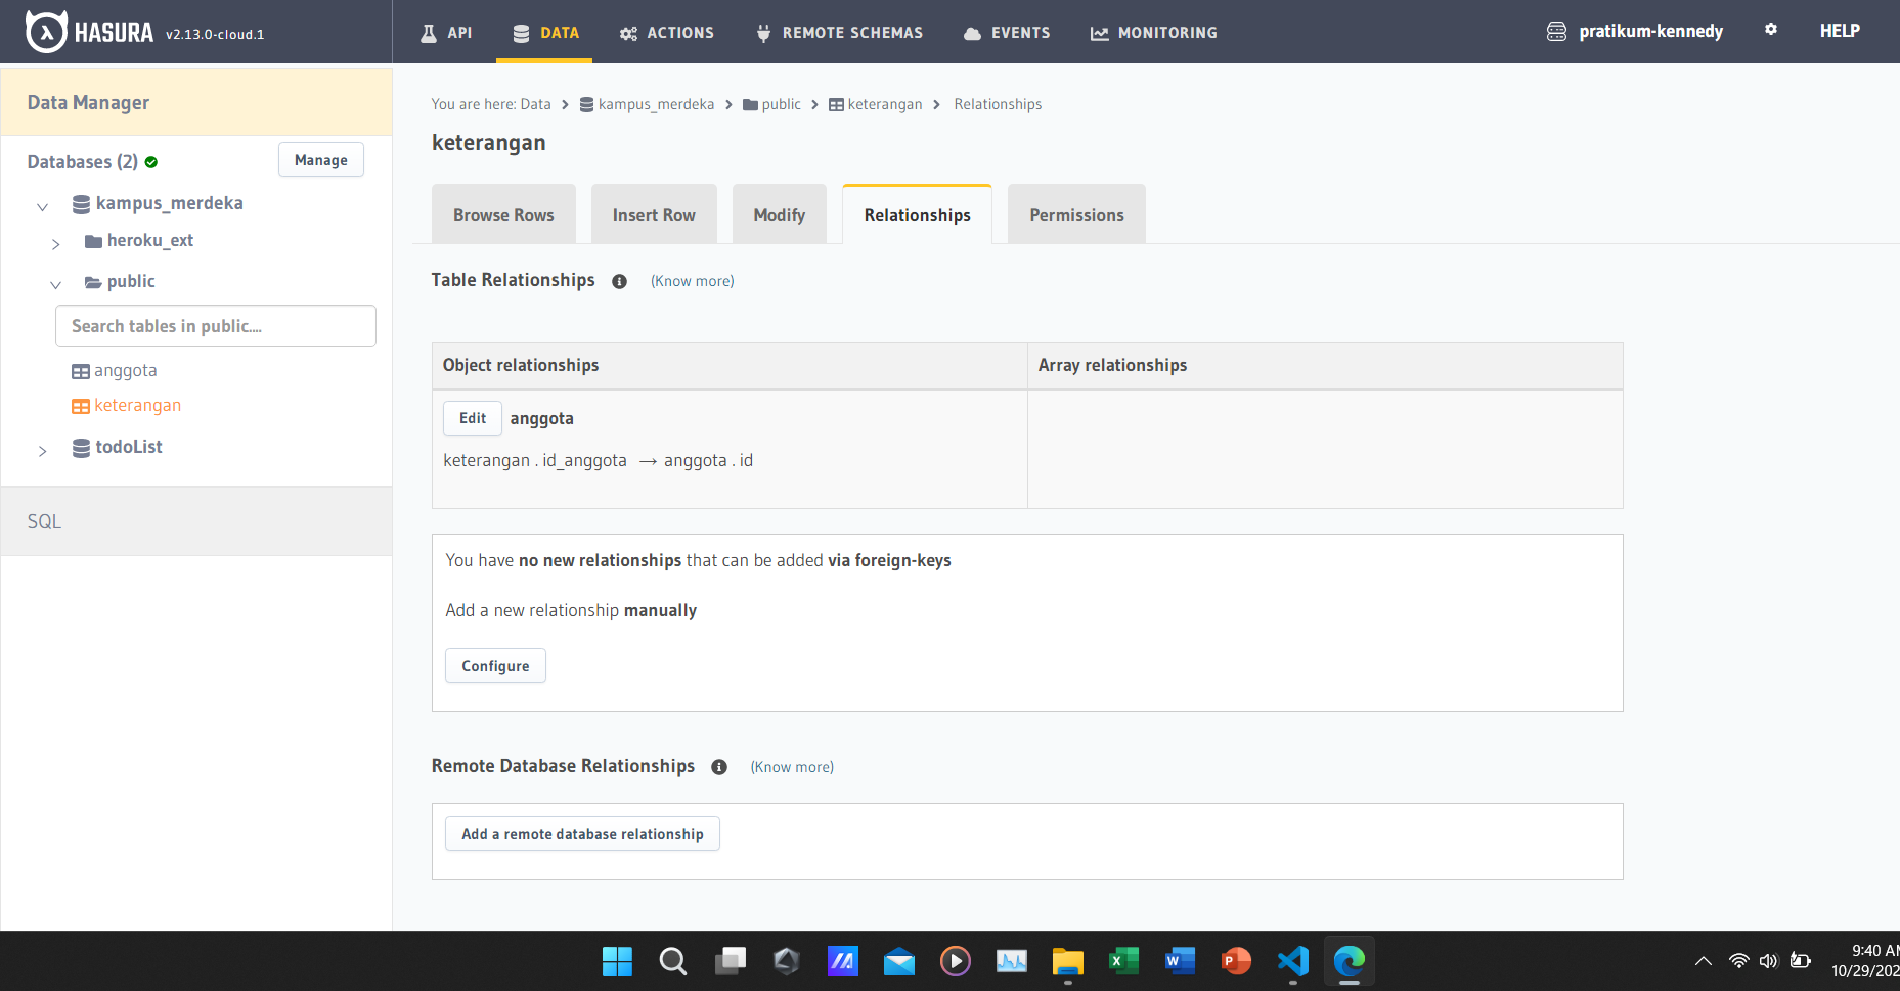 HASURA v2.13.0-cloud.1
API DATA ACTIONS REMOTE SCHEMAS EVENTS MONITORING
pratikum-kennedy HELP
Data Manager
Databases (2)
Manage
kampus_merdeka
heroku_ext
public
Search tables in public....
anggota
keterangan
todoList
SQL
You are here: Data > kampus_merdeka > public > keterangan > Relationships
keterangan
Browse Rows Insert Row Modify Relationships Permissions
Table Relationships (Know more)
Object relationships Array relationships
Edit anggota
keterangan . id_anggota → anggota . id
You have no new relationships that can be added via foreign-keys
Add a new relationship manually
Configure
Remote Database Relationships (Know more)
Add a remote database relationship
9:40
10/29/202